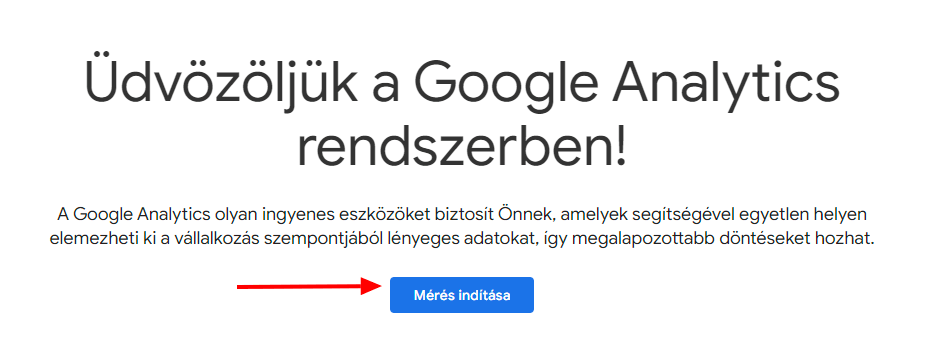 Üdvözöljük a Google Analytics
rendszerben!
A Google Analytics olyan ingyenes eszközöket biztosít Önnek, amelyek segítségével egyetlen helyen
elemezheti ki a vállalkozás szempontjából lényeges adatokat, így megalapozottabb döntéseket hozhat.
Mérés indítása